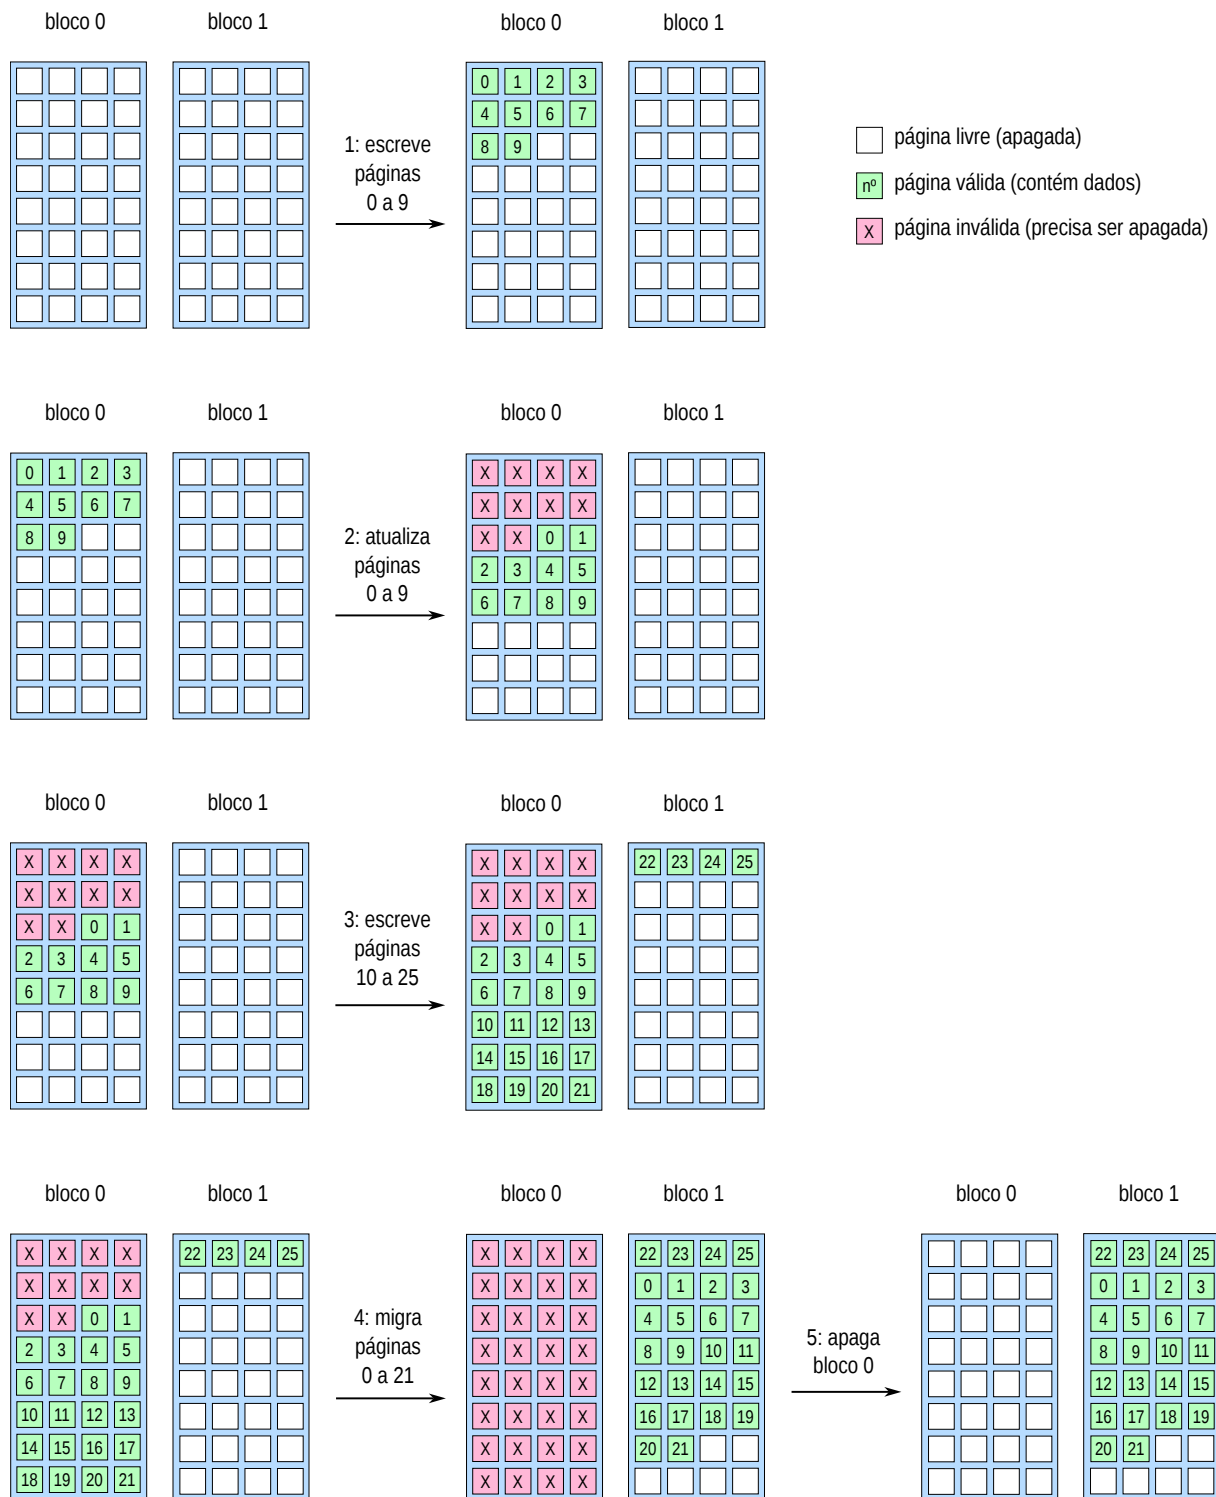 bloco 0 bloco 1 bloco 0 bloco 1
0 1 2 3
4 5 6 7
8 9
1: escreve
páginas
0 a 9
página livre (apagada)
nº página válida (contém dados)
X página inválida (precisa ser apagada)
bloco 0 bloco 1 bloco 0 bloco 1
0 1 2 3 X X X X
4 5 6 7 X X X X
8 9 X X 0 1
2 3 4 5
6 7 8 9
2: atualiza
páginas
0 a 9
bloco 0 bloco 1 bloco 0 bloco 1
X X X X X X X X 22 23 24 25
X X X X X X X X
X X 0 1 X X 0 1
2 3 4 5 2 3 4 5
6 7 8 9 6 7 8 9
10 11 12 13
14 15 16 17
18 19 20 21
3: escreve
páginas
10 a 25
bloco 0 bloco 1 bloco 0 bloco 1 bloco 0 bloco 1
X X X X 22 23 24 25 X X X X 22 23 24 25 22 23 24 25
X X X X X X X X 0 1 2 3 0 1 2 3
X X 0 1 X X X X 4 5 6 7 4 5 6 7
2 3 4 5 X X X X 8 9 10 11 8 9 10 11
6 7 8 9 X X X X 12 13 14 15 12 13 14 15
10 11 12 13 X X X X 16 17 18 19 16 17 18 19
14 15 16 17 X X X X 20 21 20 21
18 19 20 21 X X X X
4: migra
páginas
0 a 21
5: apaga
bloco 0